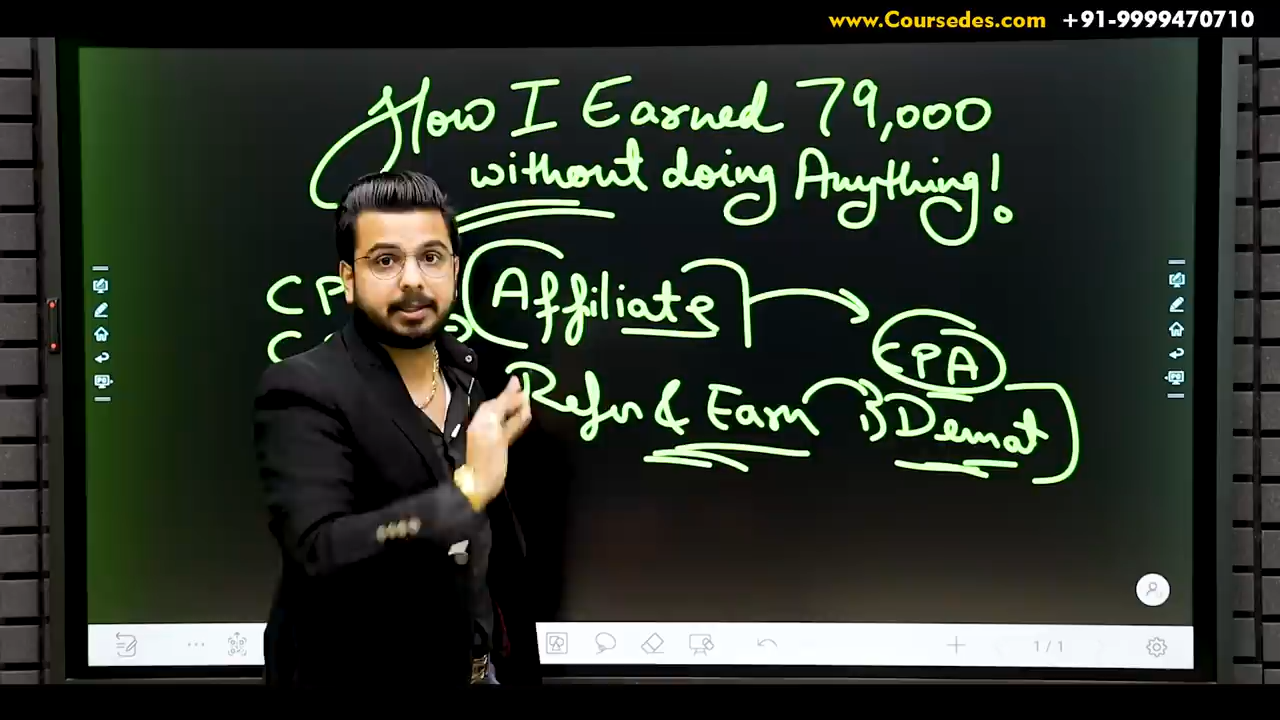 www.Coursedes.com +91-9999470710
How I Earned 79,000
without doing Anything!
CP
Affiliate
CPA
Refer & Earn
Demat
1/1